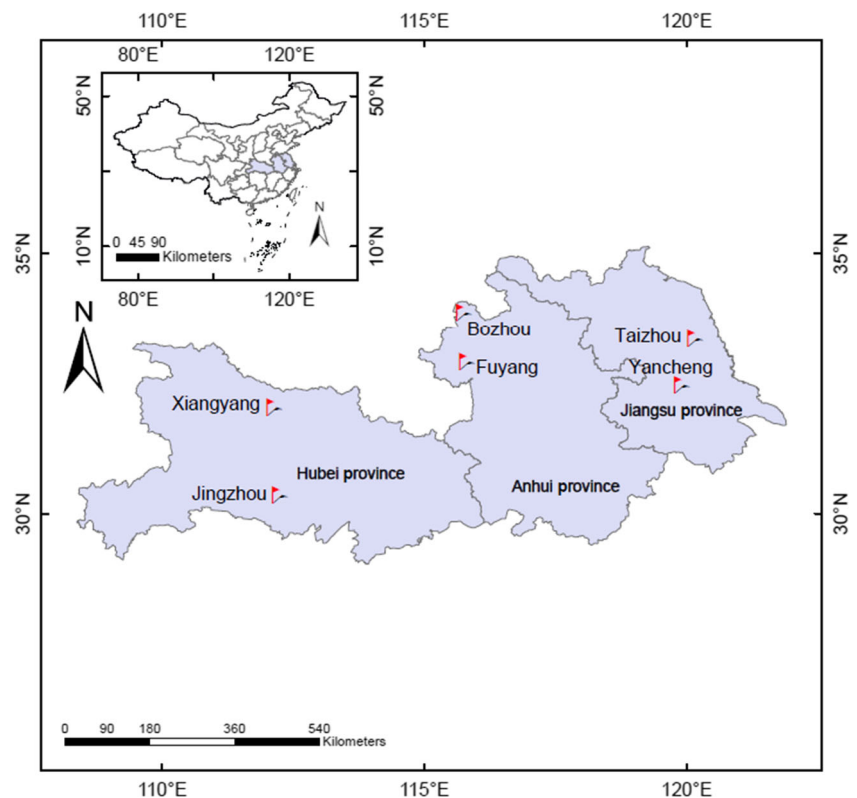 110°E 115°E 120°E
80°E 120°E
50°N 50°N
N
0 45 90
Kilometers
10°N 10°N
80°E 120°E
35°N 35°N
N
Bozhou
Taizhou
Fuyang
Yancheng
Xiangyang
Jiangsu province
Hubei province
Anhui province
Jingzhou
30°N 30°N
0 90 180 360 540
Kilometers
110°E 115°E 120°E